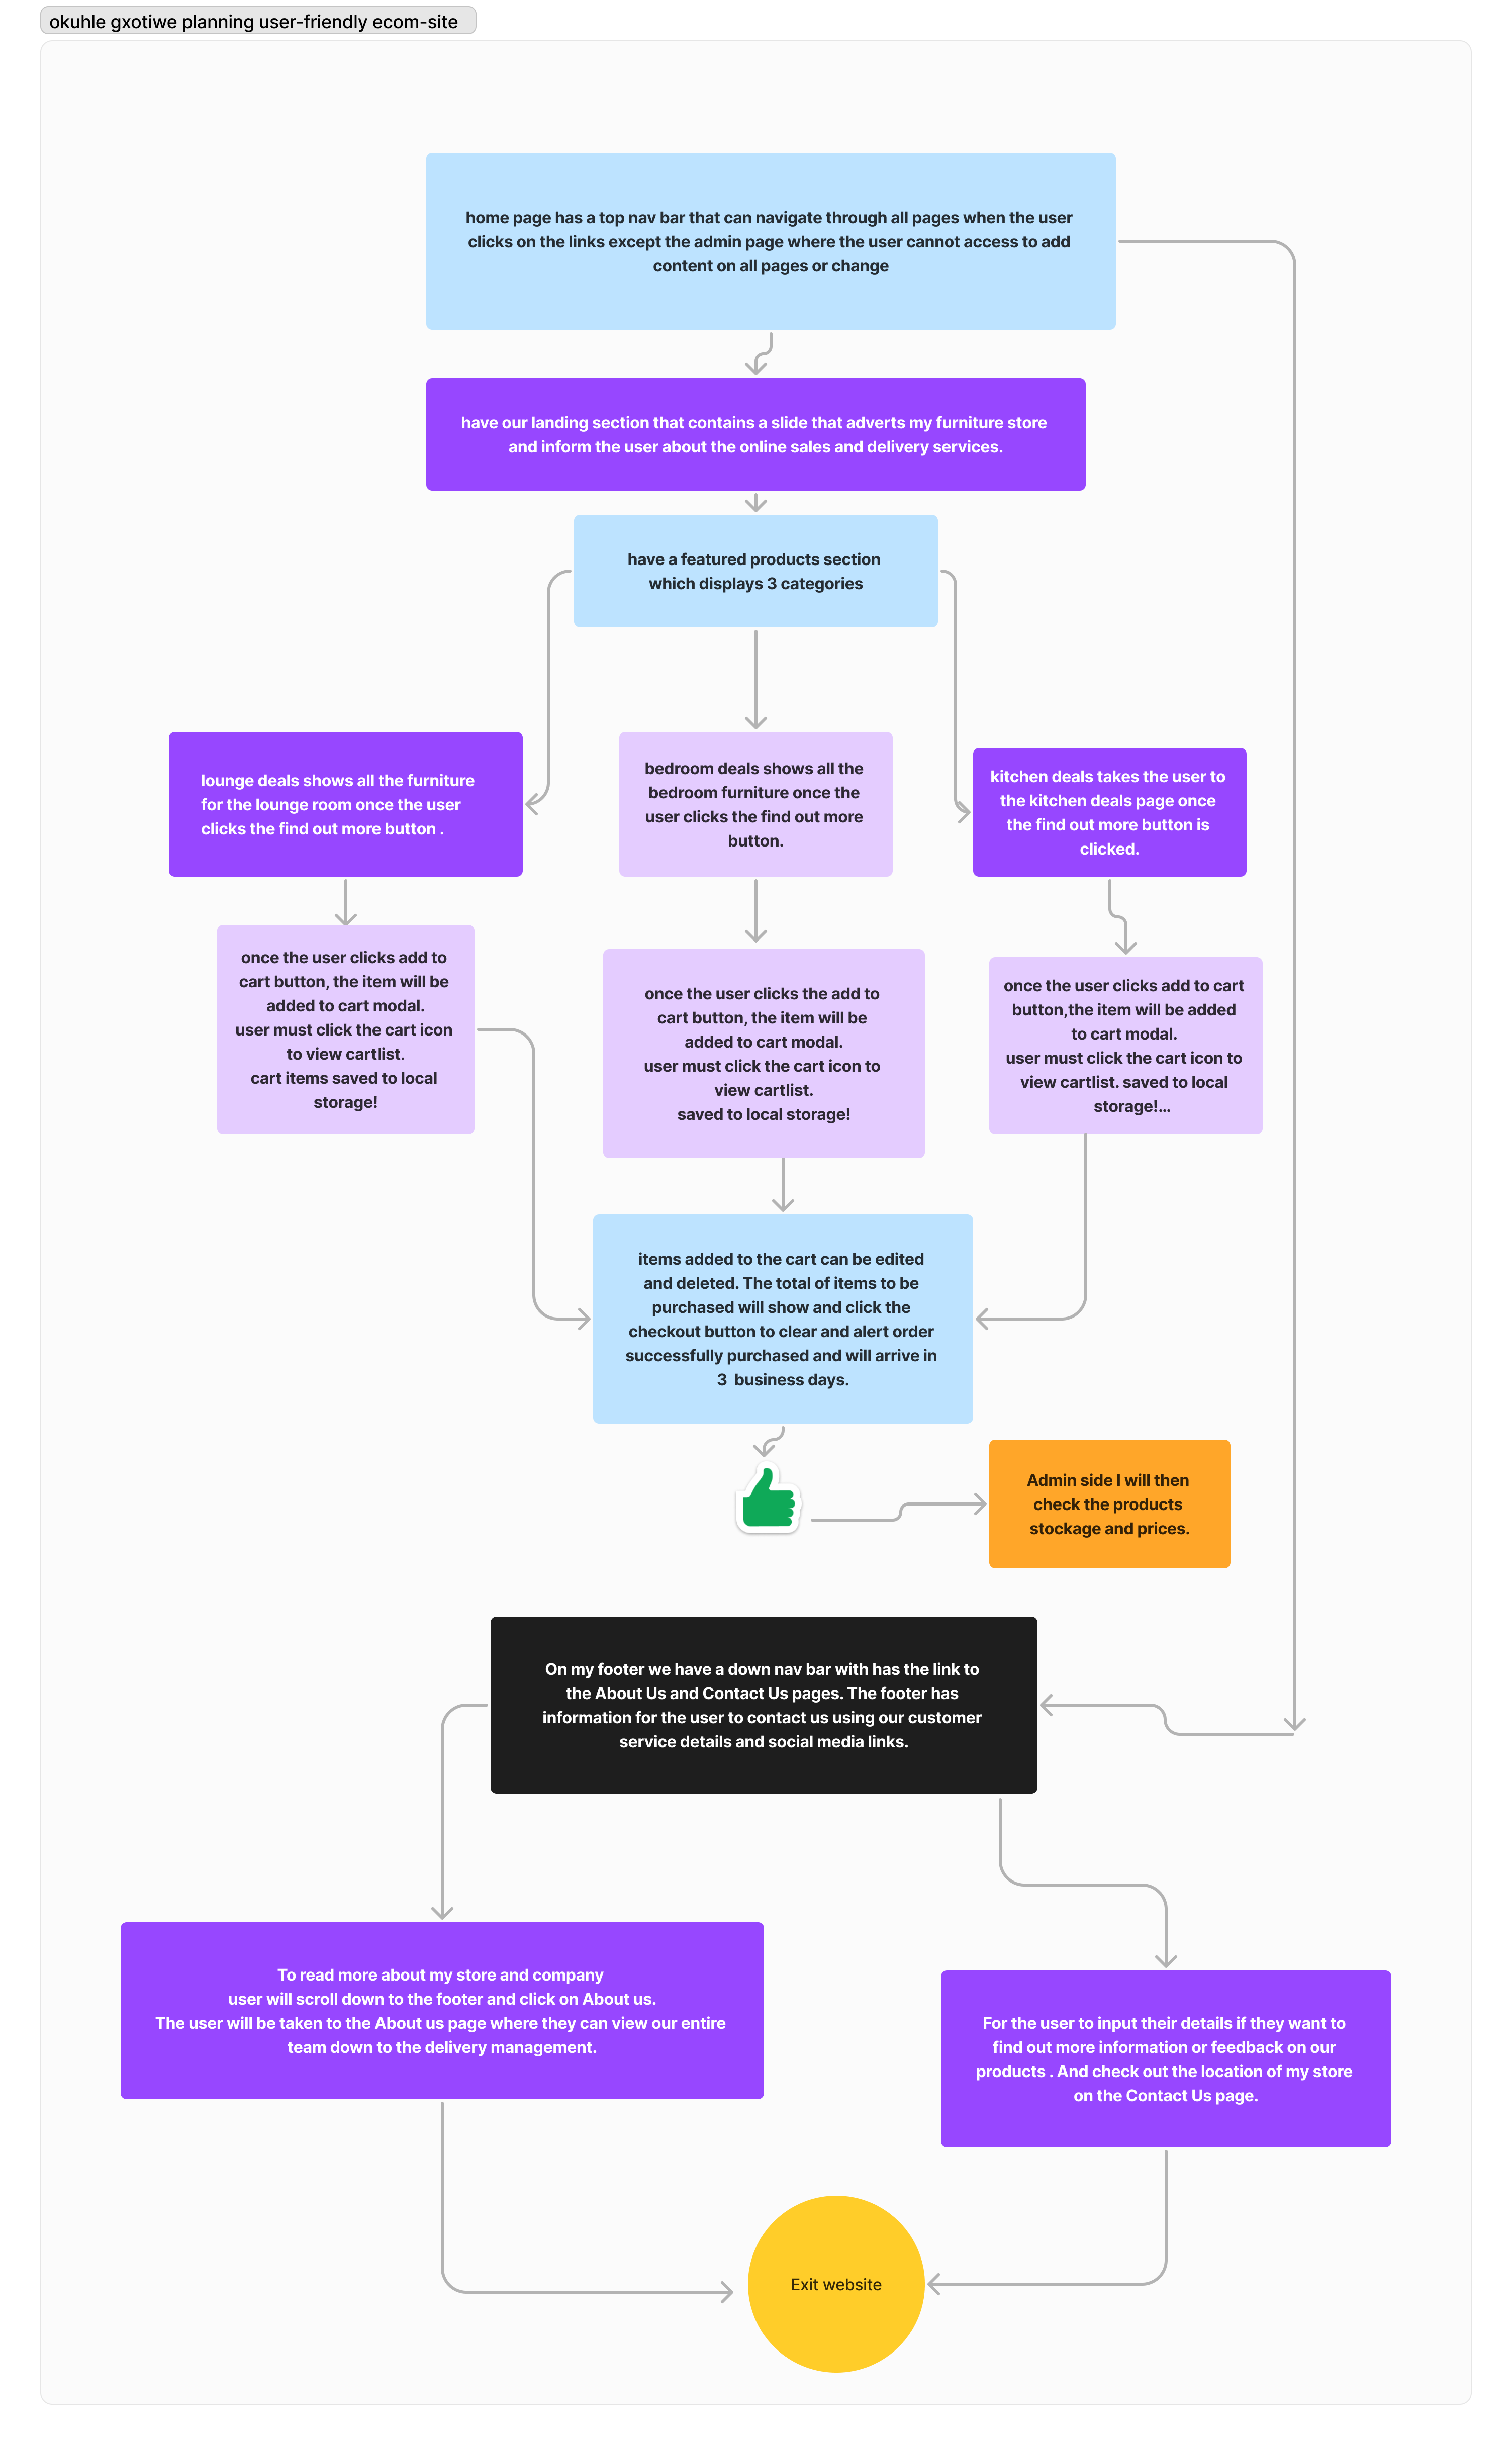 okuhle gxotiwe planning user-friendly ecom-site
home page has a top nav bar that can navigate through all pages when the user
clicks on the links except the admin page where the user cannot access to add
content on all pages or change
have our landing section that contains a slide that adverts my furniture store
and inform the user about the online sales and delivery services.
have a featured products section
which displays 3 categories
lounge deals shows all the furniture
for the lounge room once the user
clicks the find out more button .
bedroom deals shows all the
bedroom furniture once the
user clicks the find out more
button.
kitchen deals takes the user to
the kitchen deals page once
the find out more button is
clicked.
once the user clicks add to
cart button, the item will be
added to cart modal.
user must click the cart icon
to view cartlist.
cart items saved to local
storage!
once the user clicks the add to
cart button, the item will be
added to cart modal.
user must click the cart icon to
view cartlist.
saved to local storage!
once the user clicks add to cart
button,the item will be added
to cart modal.
user must click the cart icon to
view cartlist. saved to local
storage!...
items added to the cart can be edited
and deleted. The total of items to be
purchased will show and click the
checkout button to clear and alert order
successfully purchased and will arrive in
3  business days.
Admin side I will then
check the products
stockage and prices.
On my footer we have a down nav bar with has the link to
the About Us and Contact Us pages. The footer has
information for the user to contact us using our customer
service details and social media links.
To read more about my store and company
user will scroll down to the footer and click on About us.
The user will be taken to the About us page where they can view our entire
team down to the delivery management.
For the user to input their details if they want to
find out more information or feedback on our
products . And check out the location of my store
on the Contact Us page.
Exit website